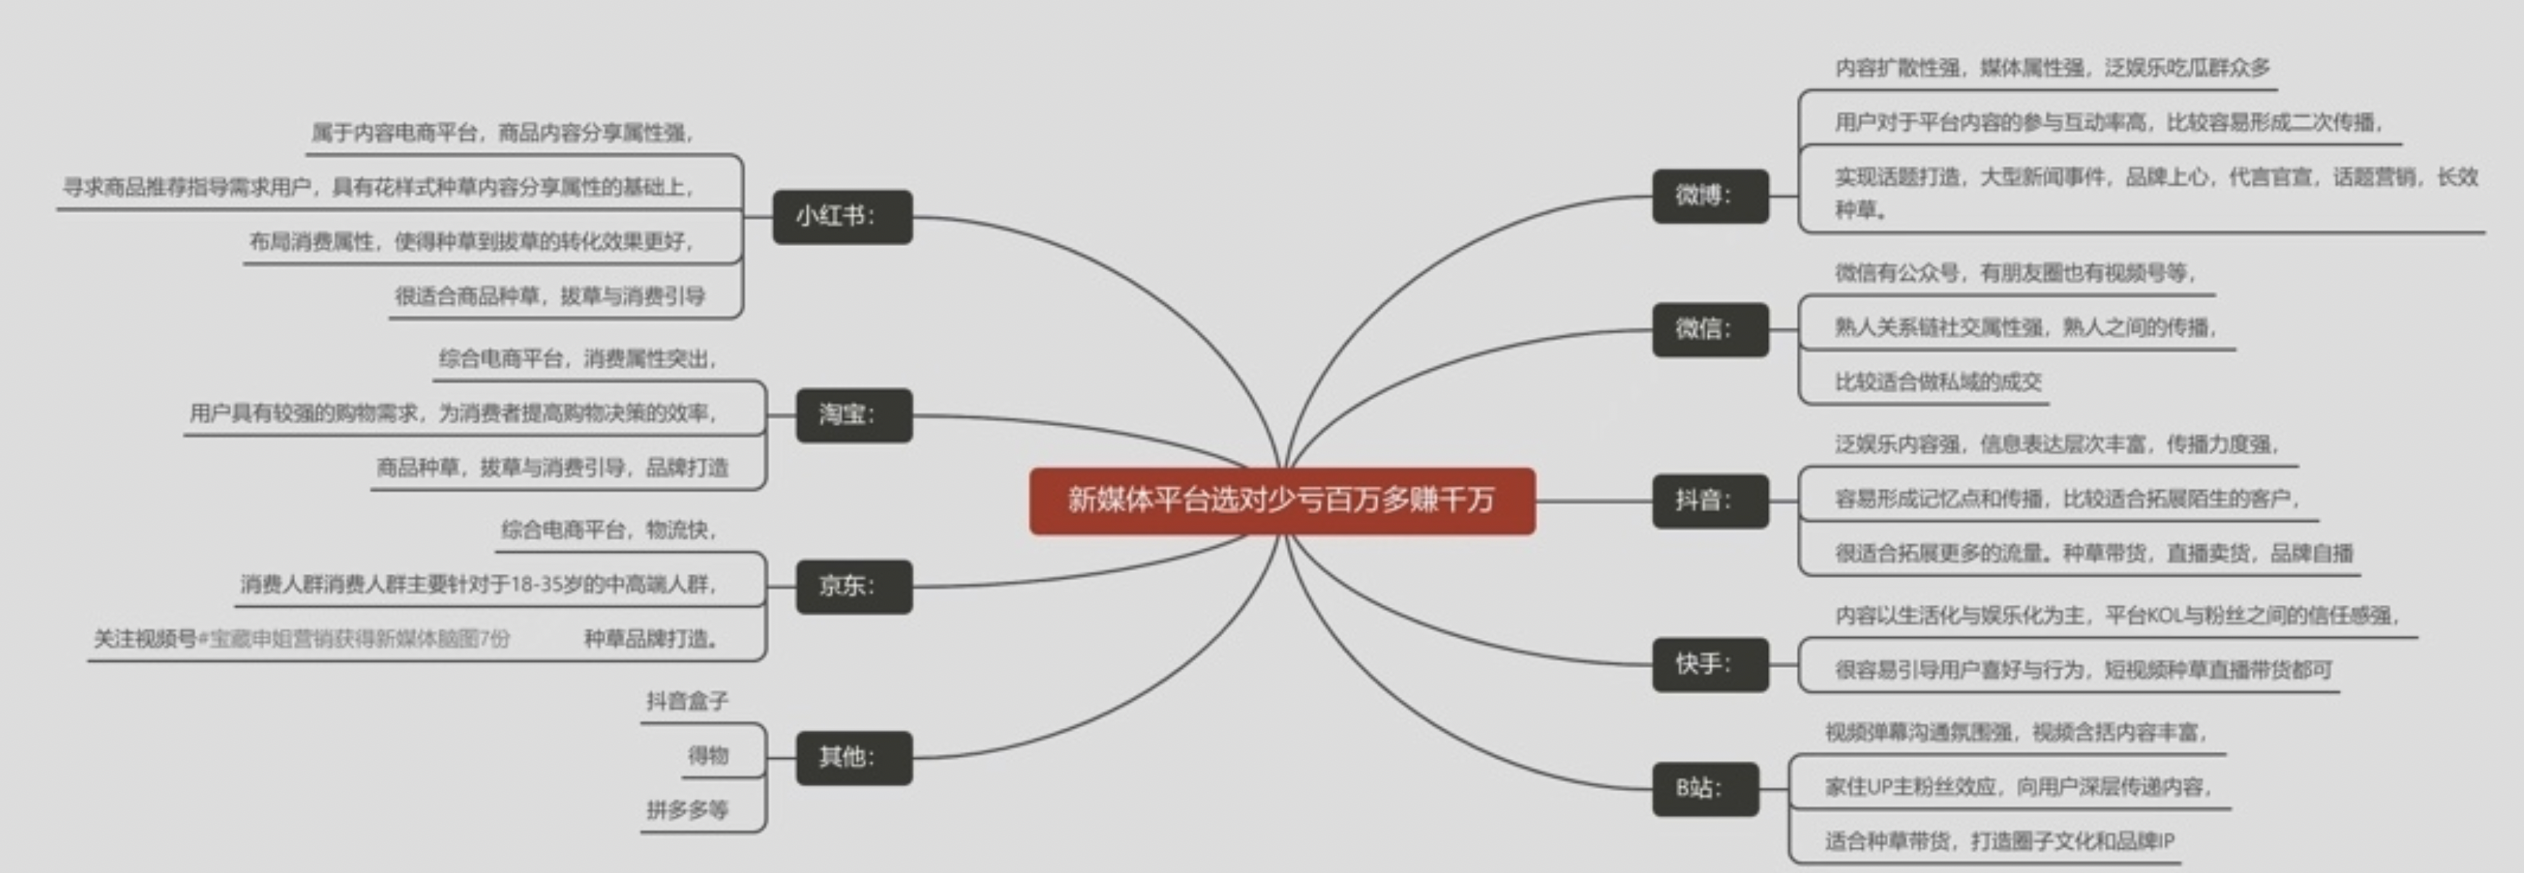 新媒体平台选对少亏百万多赚千万
微博：
内容扩散性强，媒体属性强，泛娱乐吃瓜群众多
用户对于平台内容的参与互动率高，比较容易形成二次传播，
实现话题打造，大型新闻事件，品牌上心，代言官宣，话题营销，长效
种草。
微信：
微信有公众号，有朋友圈也有视频号等，
熟人关系链社交属性强，熟人之间的传播，
比较适合做私域的成交
抖音：
泛娱乐内容强，信息表达层次丰富，传播力度强，
容易形成记忆点和传播，比较适合拓展陌生的客户，
很适合拓展更多的流量。种草带货，直播卖货，品牌自播
快手：
内容以生活化与娱乐化为主，平台KOL与粉丝之间的信任感强，
很容易引导用户喜好与行为，短视频种草直播带货都可
B站：
视频弹幕沟通氛围强，视频含括内容丰富，
家住UP主粉丝效应，向用户深层传递内容，
适合种草带货，打造圈子文化和品牌IP
小红书：
属于内容电商平台，商品内容分享属性强，
寻求商品推荐指导需求用户，具有花样式种草内容分享属性的基础上，
布局消费属性，使得种草到拔草的转化效果更好，
很适合商品种草，拔草与消费引导
淘宝：
综合电商平台，消费属性突出，
用户具有较强的购物需求，为消费者提高购物决策的效率，
商品种草，拔草与消费引导，品牌打造
京东：
综合电商平台，物流快，
消费人群消费人群主要针对于18-35岁的中高端人群，
关注视频号#宝藏申姐营销获得新媒体脑图7份 种草品牌打造。
其他：
抖音盒子
得物
拼多多等